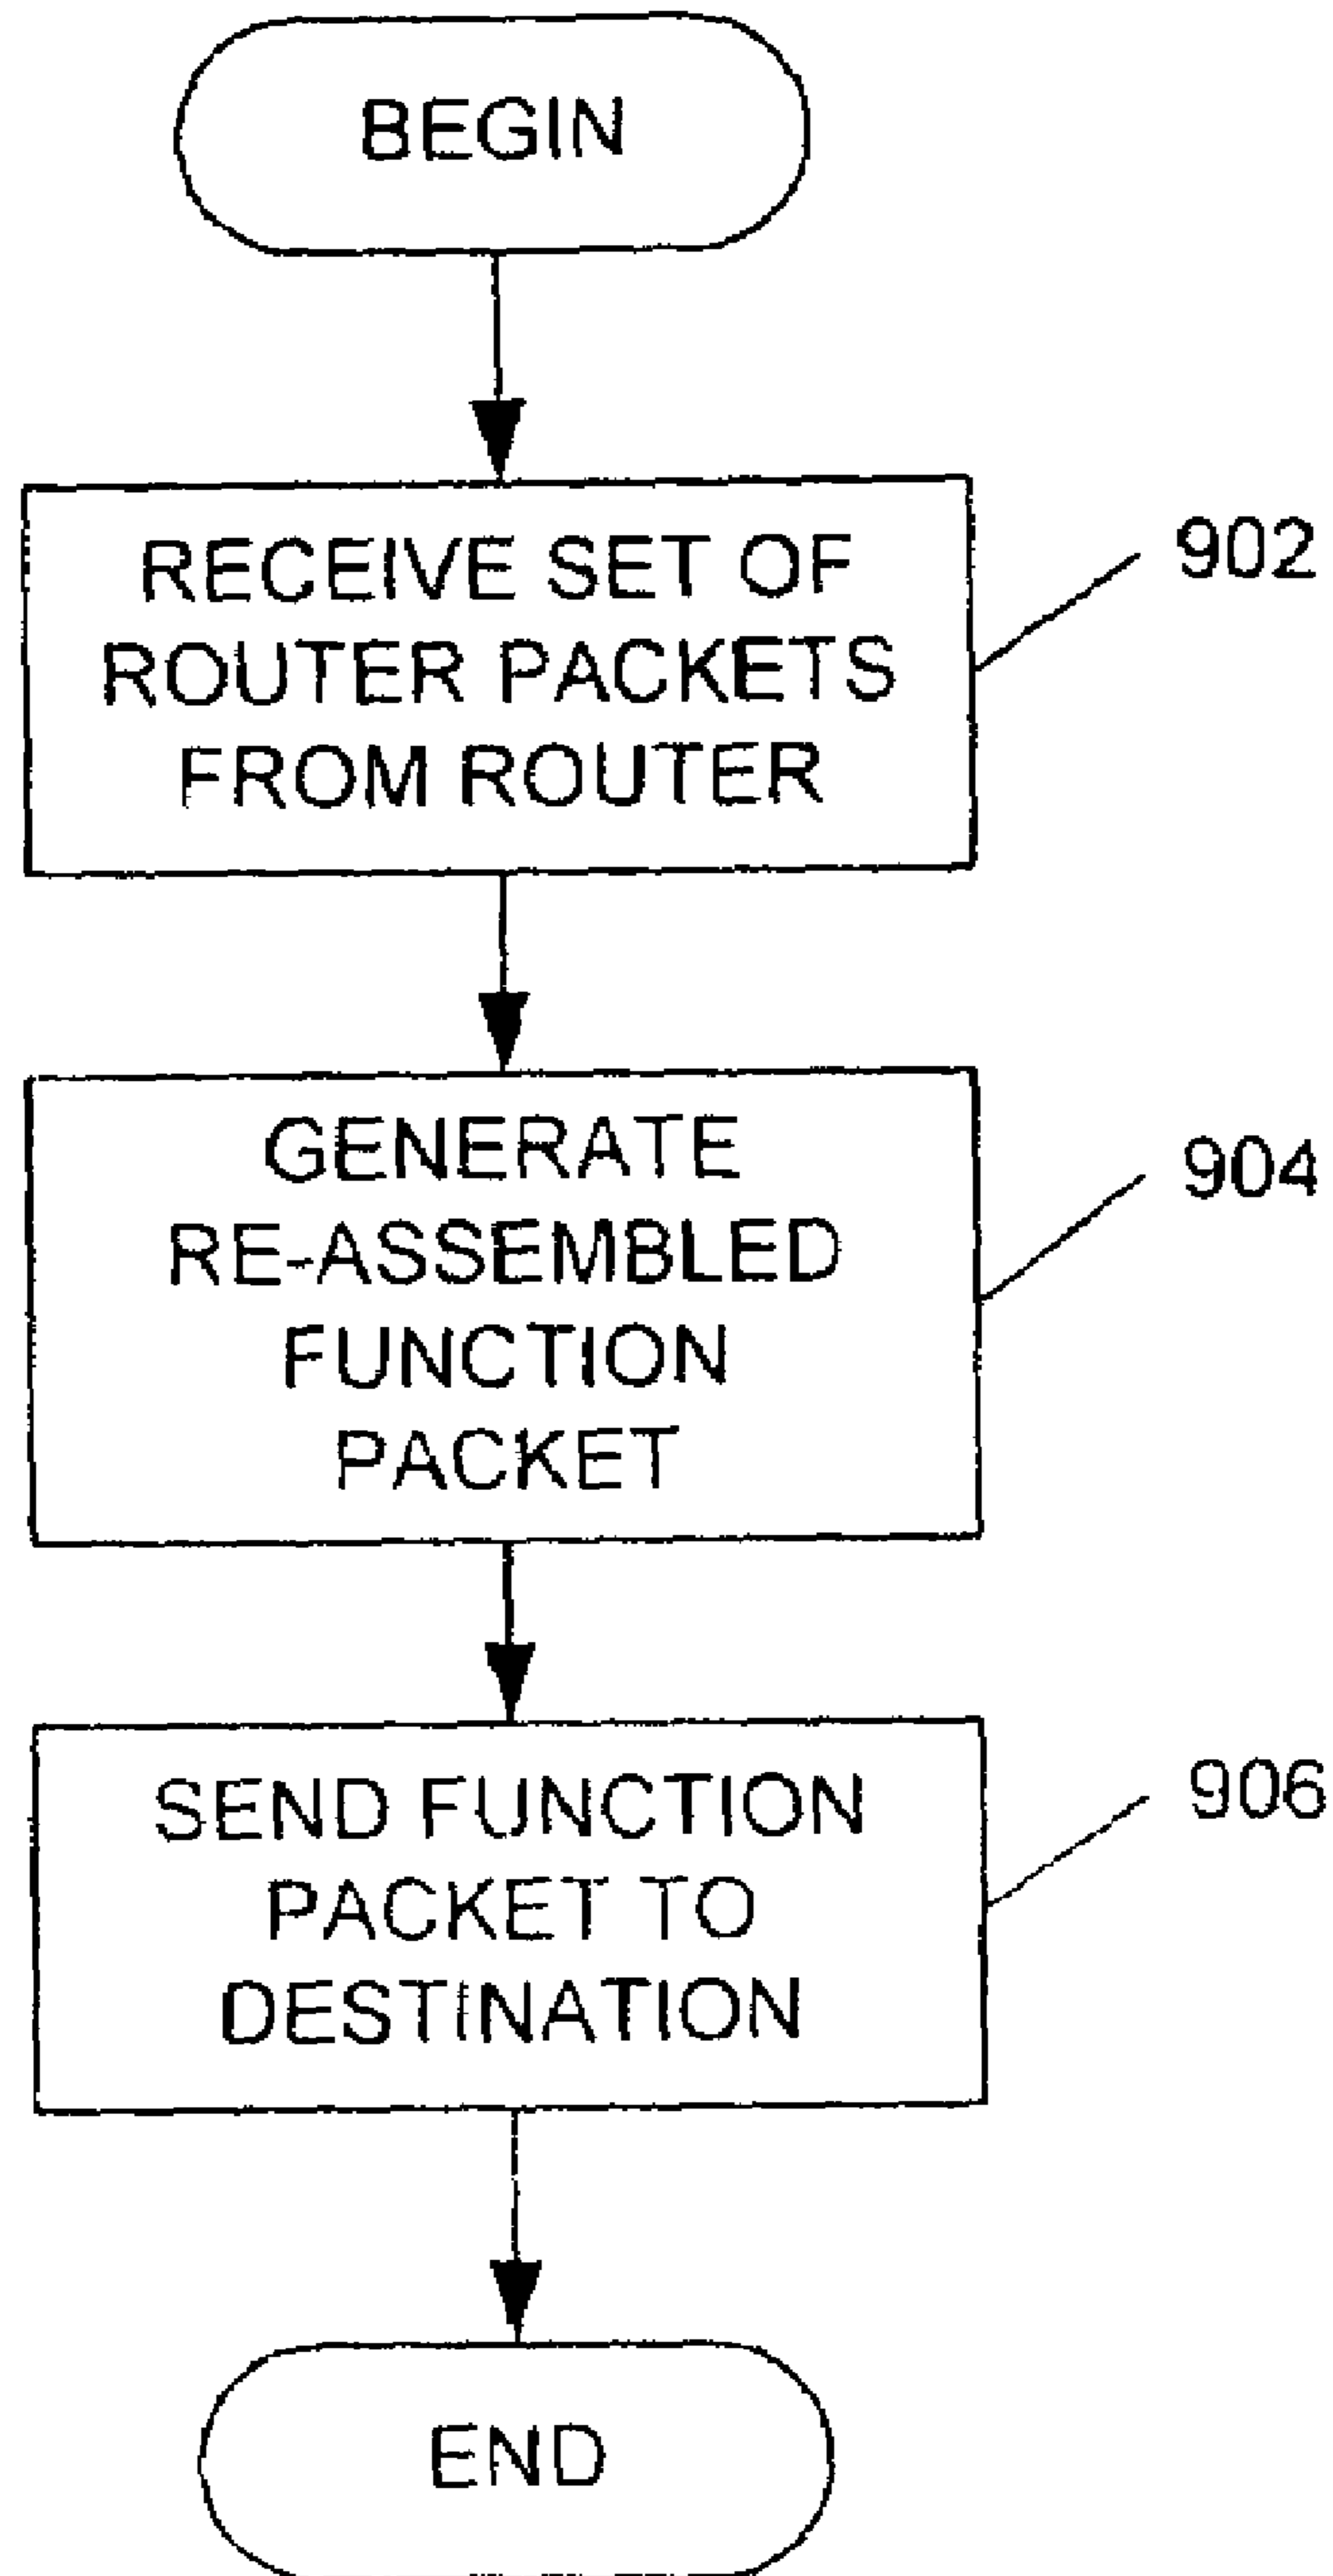 BEGIN
RECEIVE SET OF
ROUTER PACKETS
FROM ROUTER
902
GENERATE
RE-ASSEMBLED
FUNCTION
PACKET
904
SEND FUNCTION
PACKET TO
DESTINATION
906
END